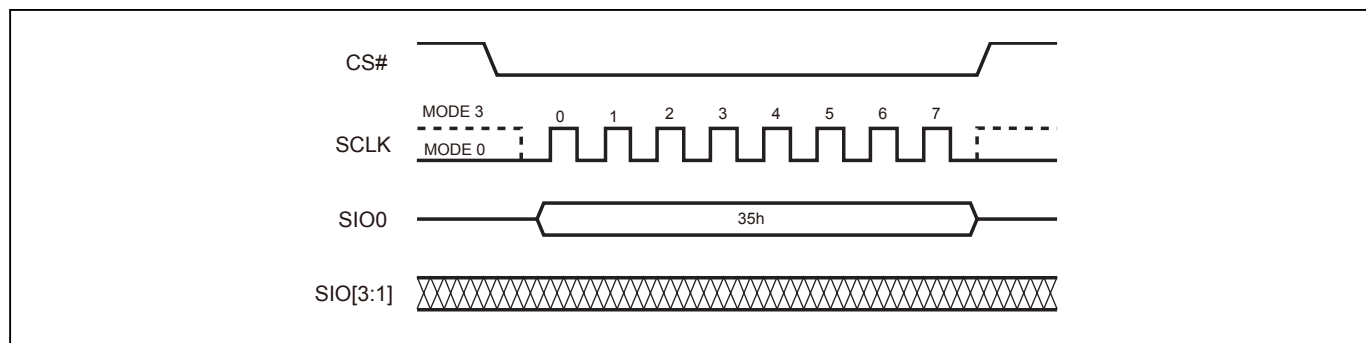 CS#
MODE 3
0 1 2 3 4 5 6 7
SCLK
MODE 0
SIO0
35h
SIO[3:1]